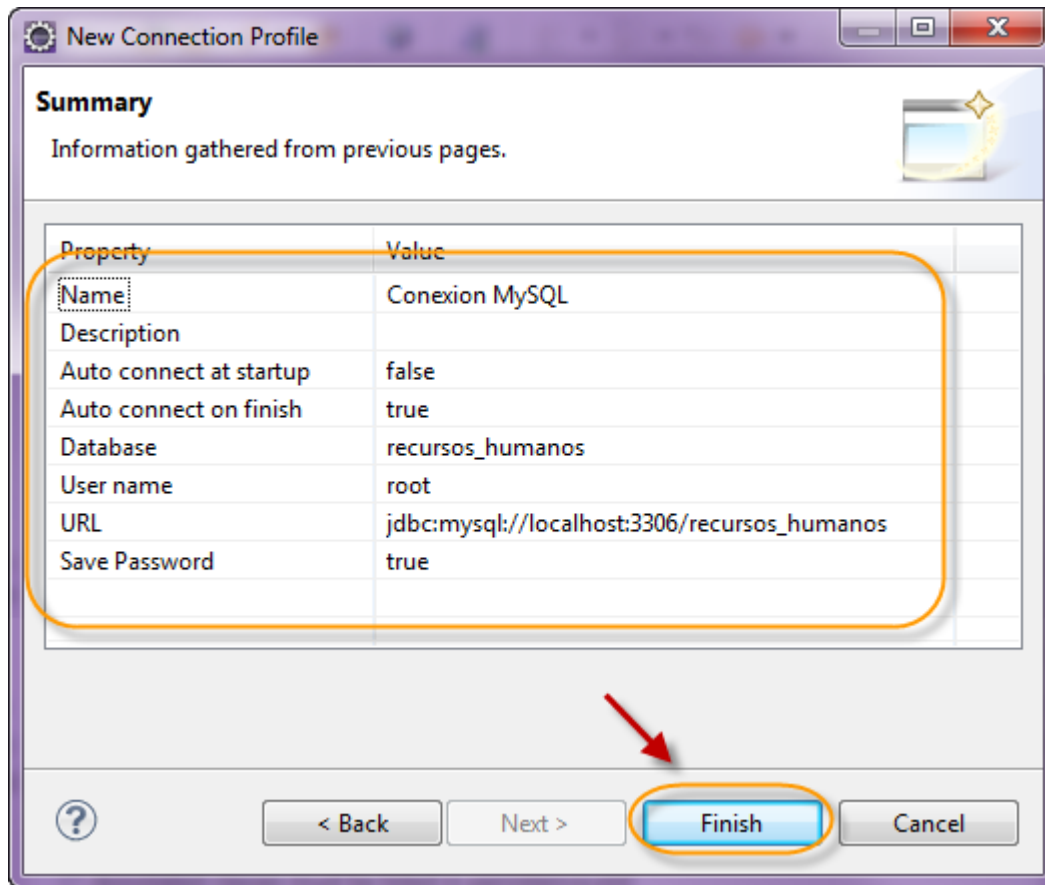 New Connection Profile
Summary
Information gathered from previous pages.
Property Value
Name Conexion MySQL
Description
Auto connect at startup false
Auto connect on finish true
Database recursos_humanos
User name root
URL jdbc:mysql://localhost:3306/recursos_humanos
Save Password true
? < Back Next > Finish Cancel